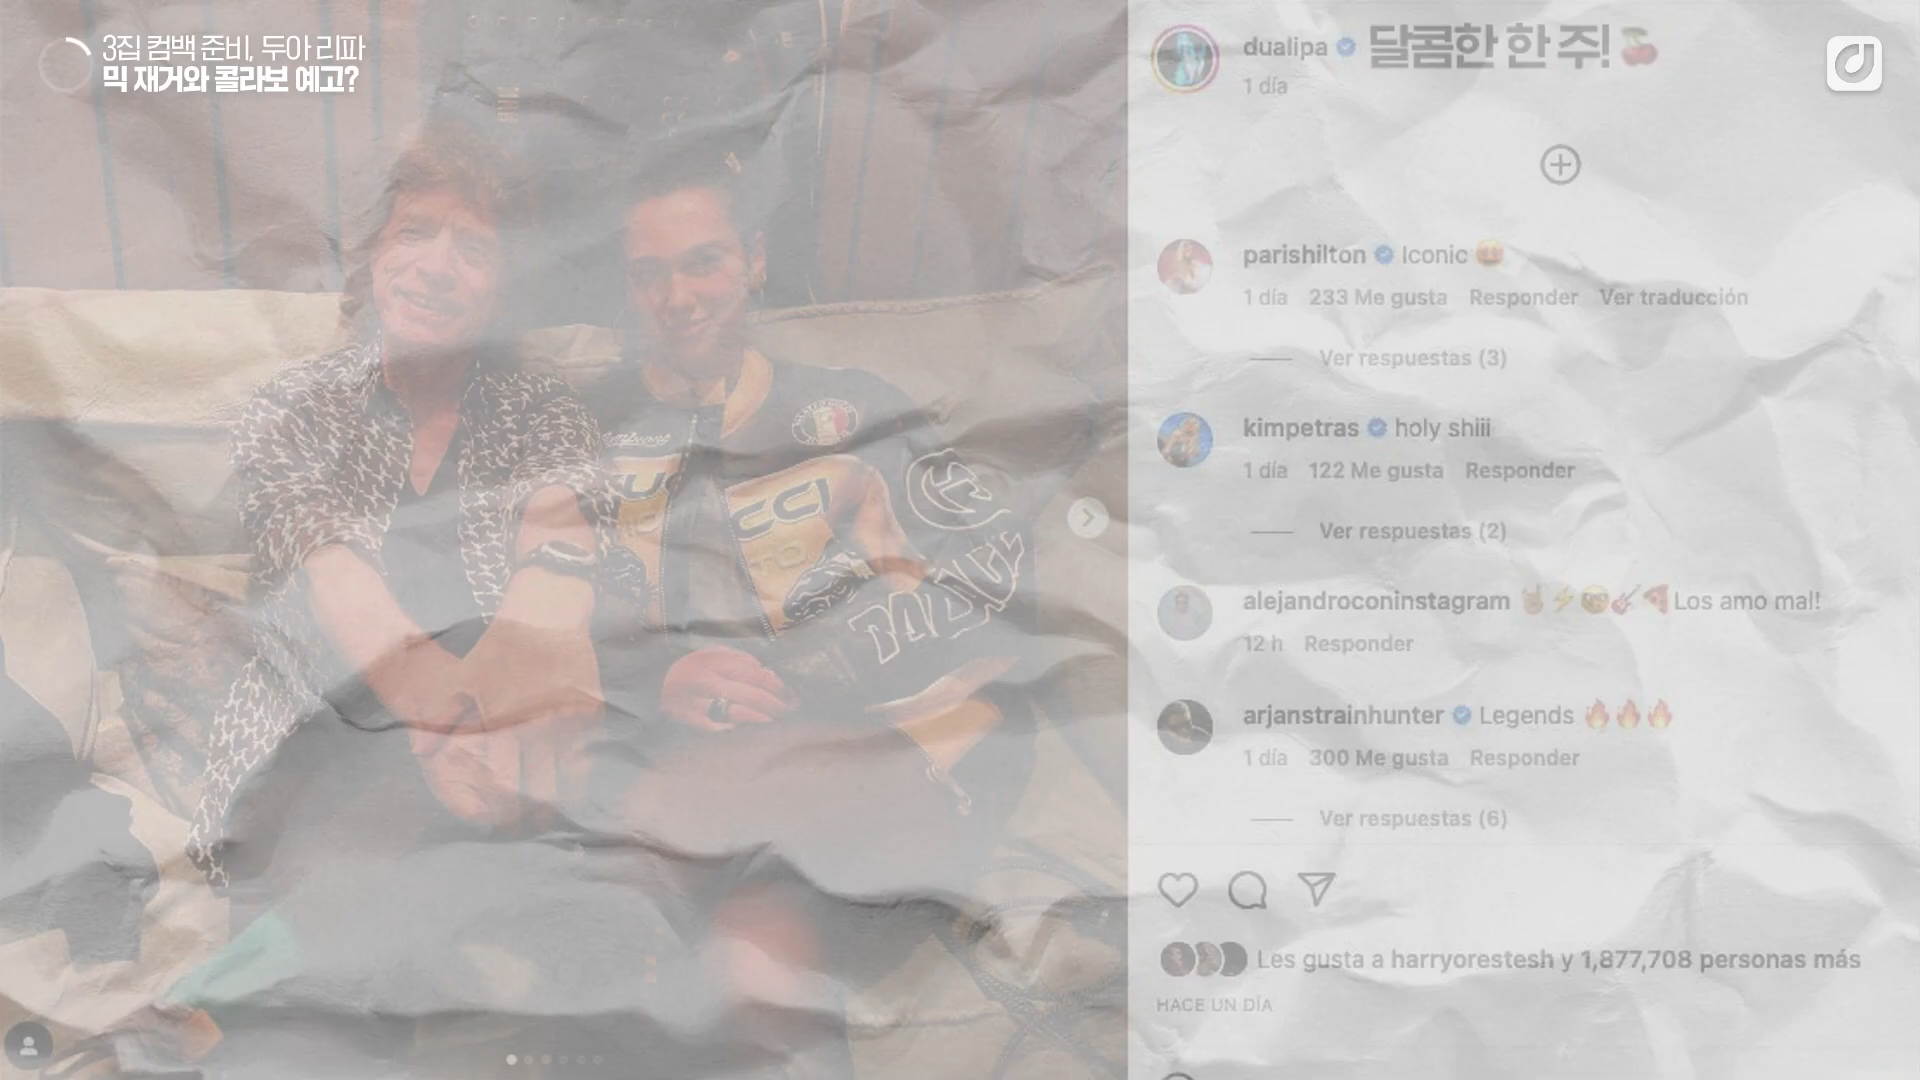 3집 컴백 준비, 두아 리파
믹 재거와 콜라보 예고?
dualipa 달콤한 한 주! 🍒
1 día
parishilton Iconic 🤩
1 día 233 Me gusta Responder Ver traducción
Ver respuestas (3)
kimpetras holy shiii
1 día 122 Me gusta Responder
Ver respuestas (2)
alejandroconinstagram 🤘⚡🤩🎸🍕 Los amo mal!
12 h Responder
arjanstrainhunter Legends 🔥🔥🔥
1 día 300 Me gusta Responder
Ver respuestas (6)
Les gusta a harryorestesh y 1,877,708 personas más
HACE UN DÍA
CCI
PALACE